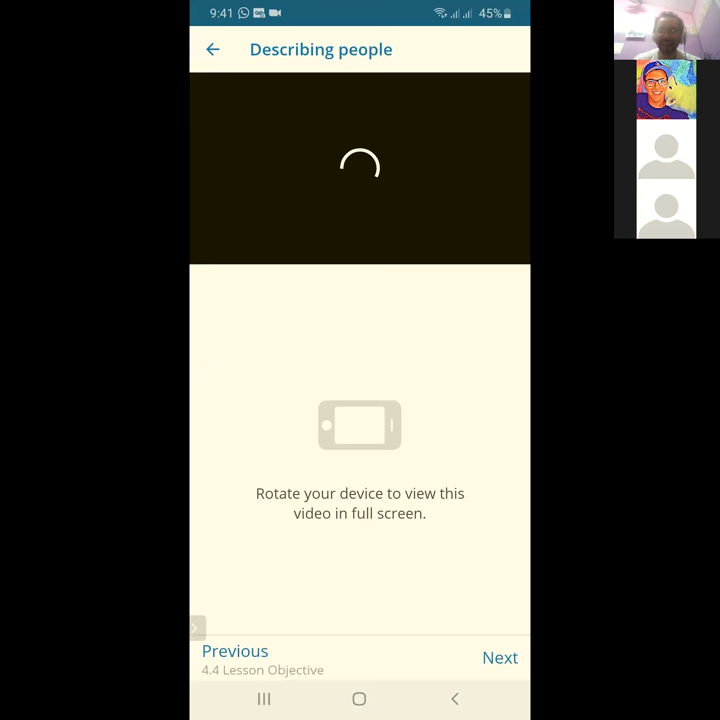 9:41
45%
Describing people
Rotate your device to view this
video in full screen.
Previous
4.4 Lesson Objective
Next